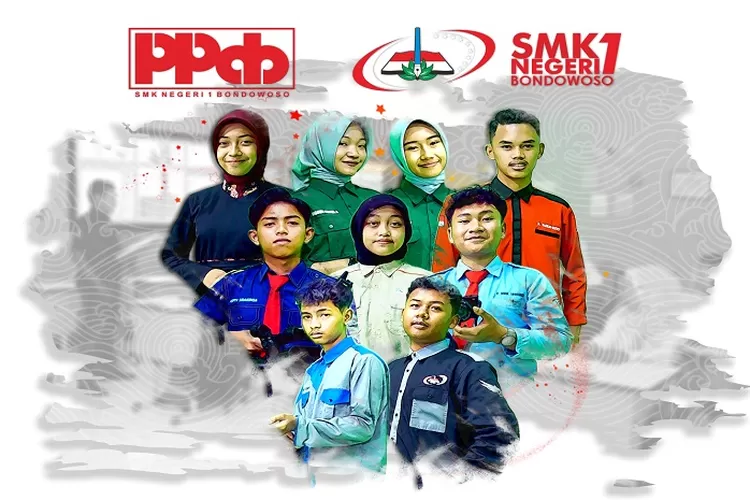 PPdb
SMK NEGERI 1 BONDOWOSO
SMK 1
NEGERI
BONDOWOSO